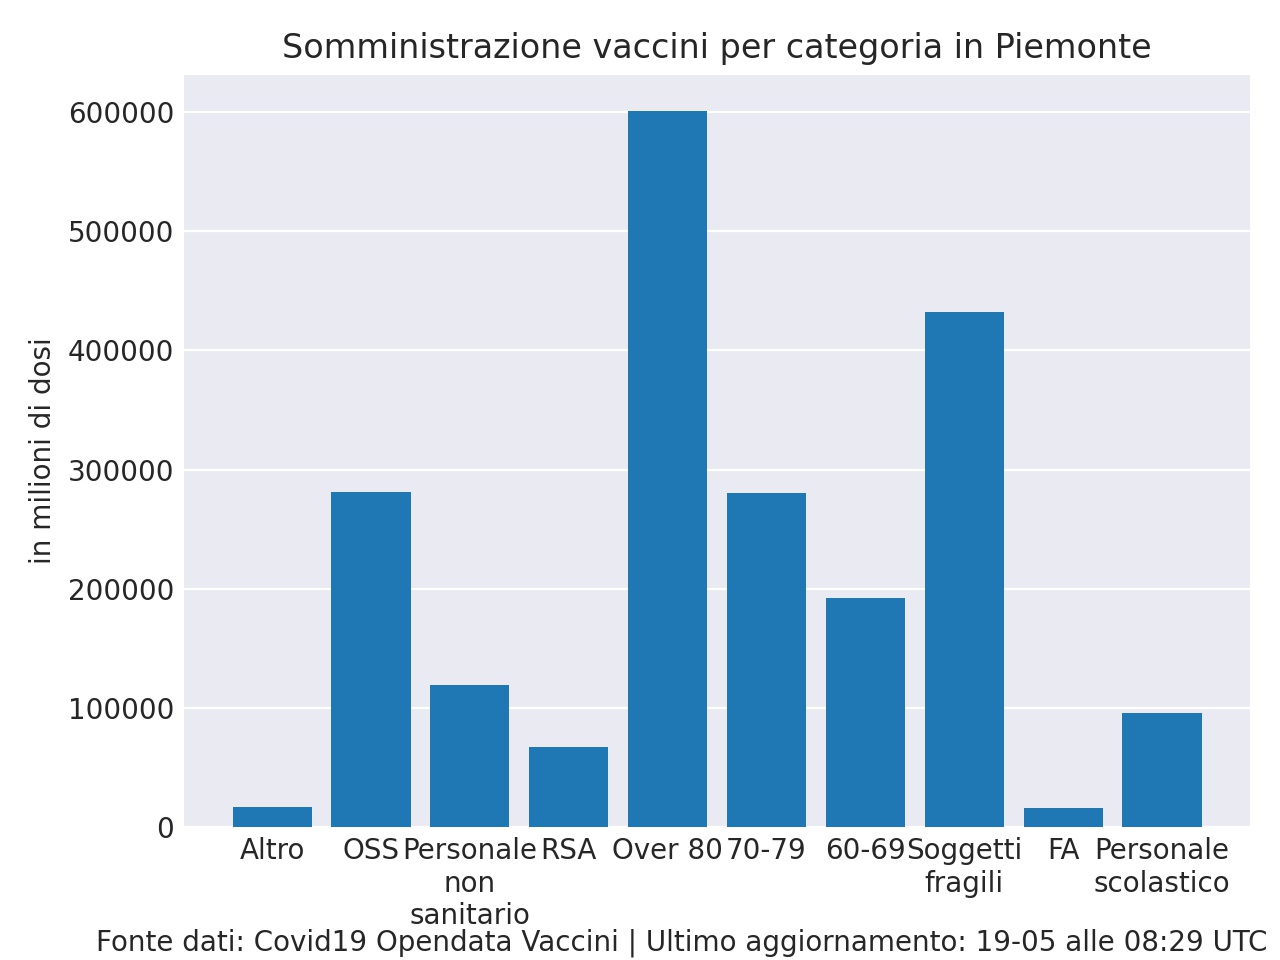 Somministrazione vaccini per categoria in Piemonte
in milioni di dosi
600000
500000
400000
300000
200000
100000
0
Altro
OSS
Personale
non
sanitario
RSA
Over 80
70-79
60-69
Soggetti
fragili
FA
Personale
scolastico
Fonte dati: Covid19 Opendata Vaccini | Ultimo aggiornamento: 19-05 alle 08:29 UTC